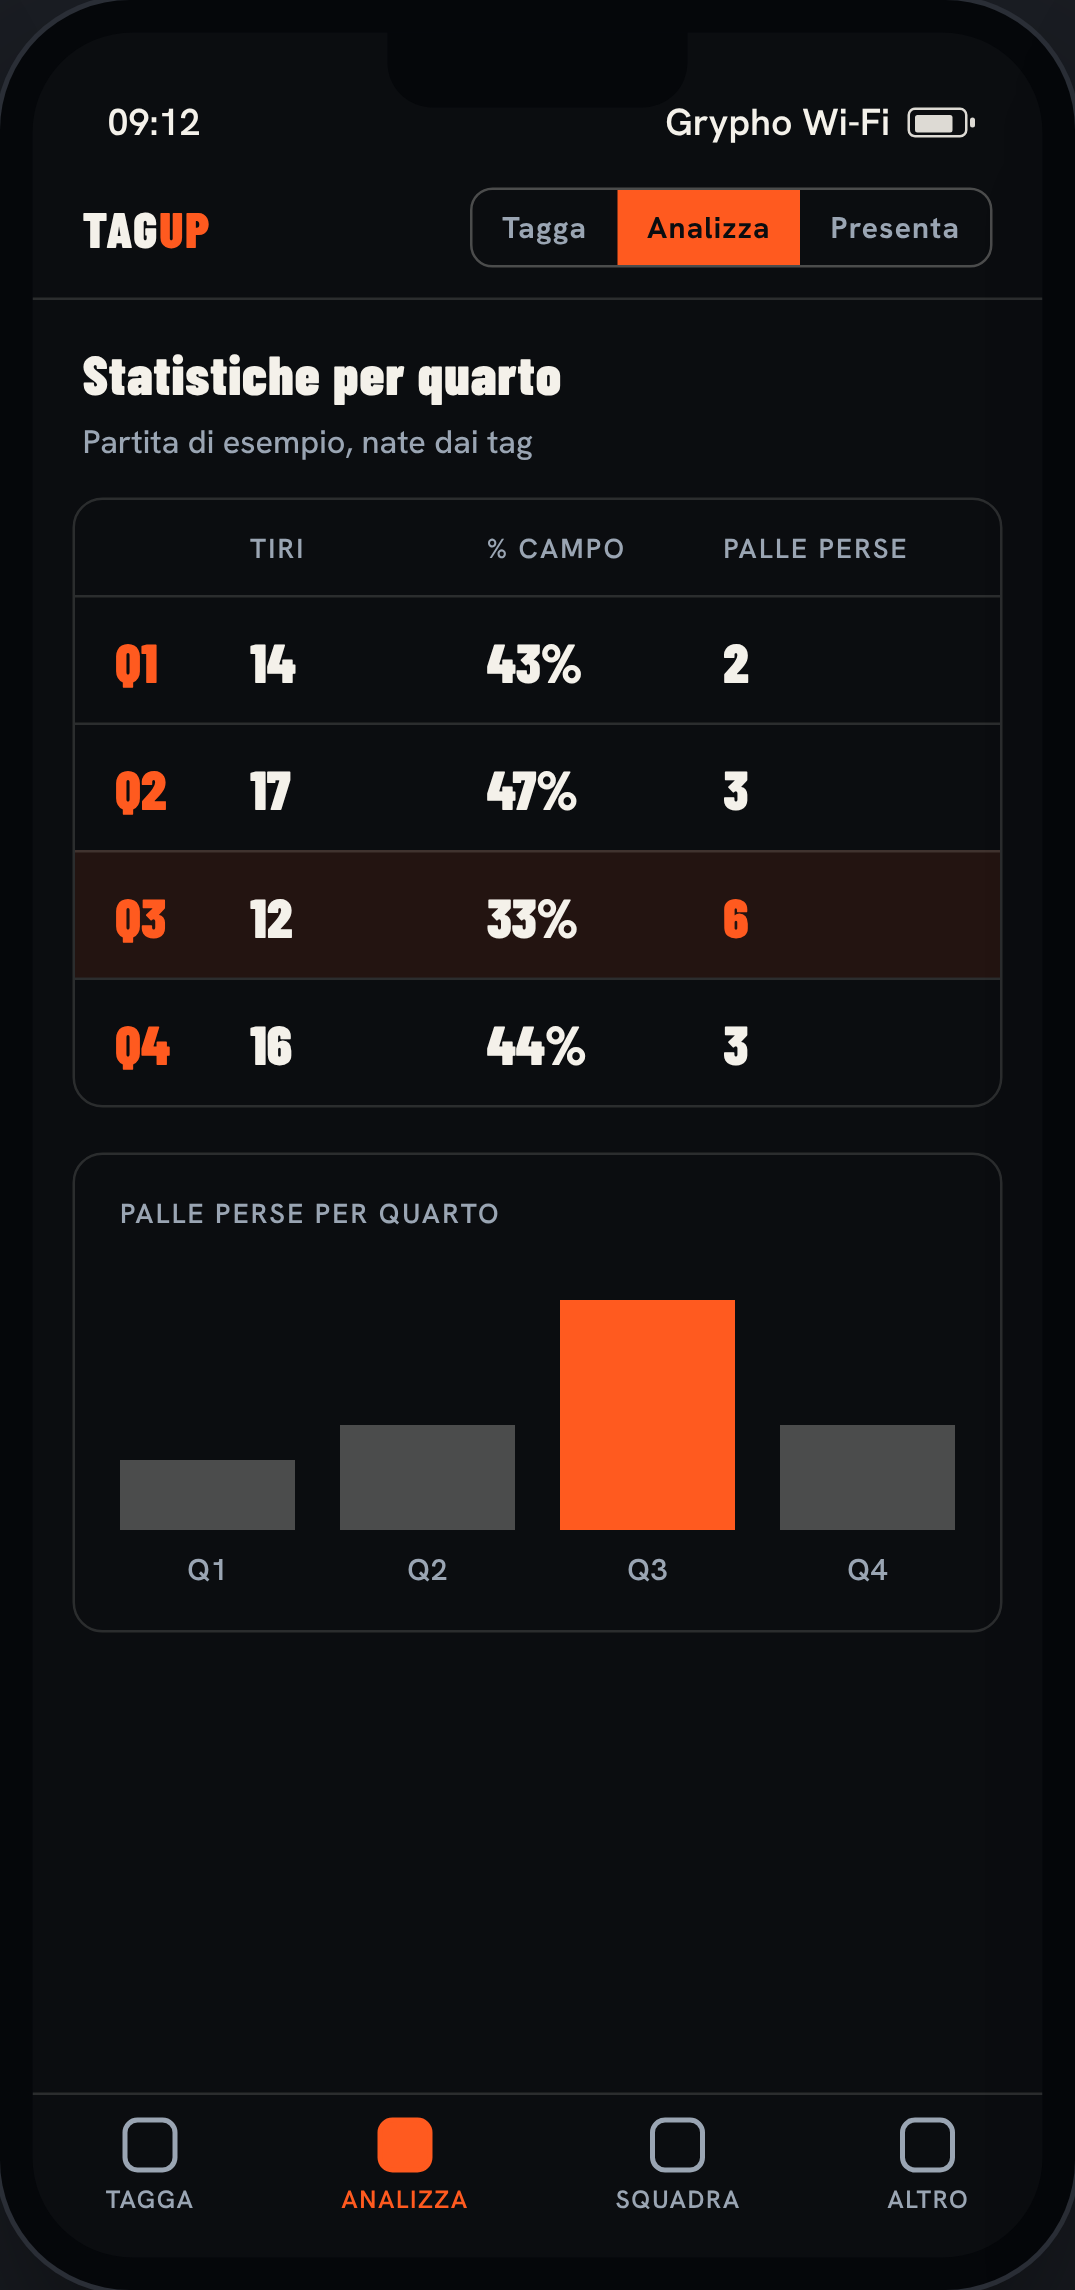 09:12 Grypho Wi-Fi
TAGUP Tagga Analizza Presenta
Statistiche per quarto
Partita di esempio, nate dai tag
TIRI % CAMPO PALLE PERSE
Q1 14 43% 2
Q2 17 47% 3
Q3 12 33% 6
Q4 16 44% 3
PALLE PERSE PER QUARTO
Q1 Q2 Q3 Q4
TAGGA ANALIZZA SQUADRA ALTRO